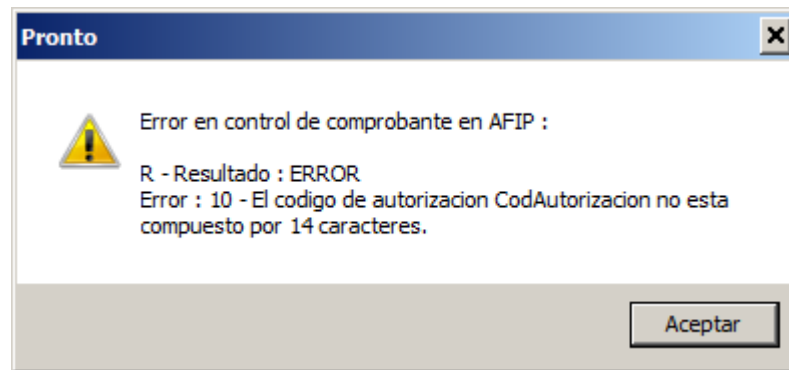 Pronto
Error en control de comprobante en AFIP :
R - Resultado : ERROR
Error : 10 - El codigo de autorizacion CodAutorizacion no esta
compuesto por 14 caracteres.
Aceptar